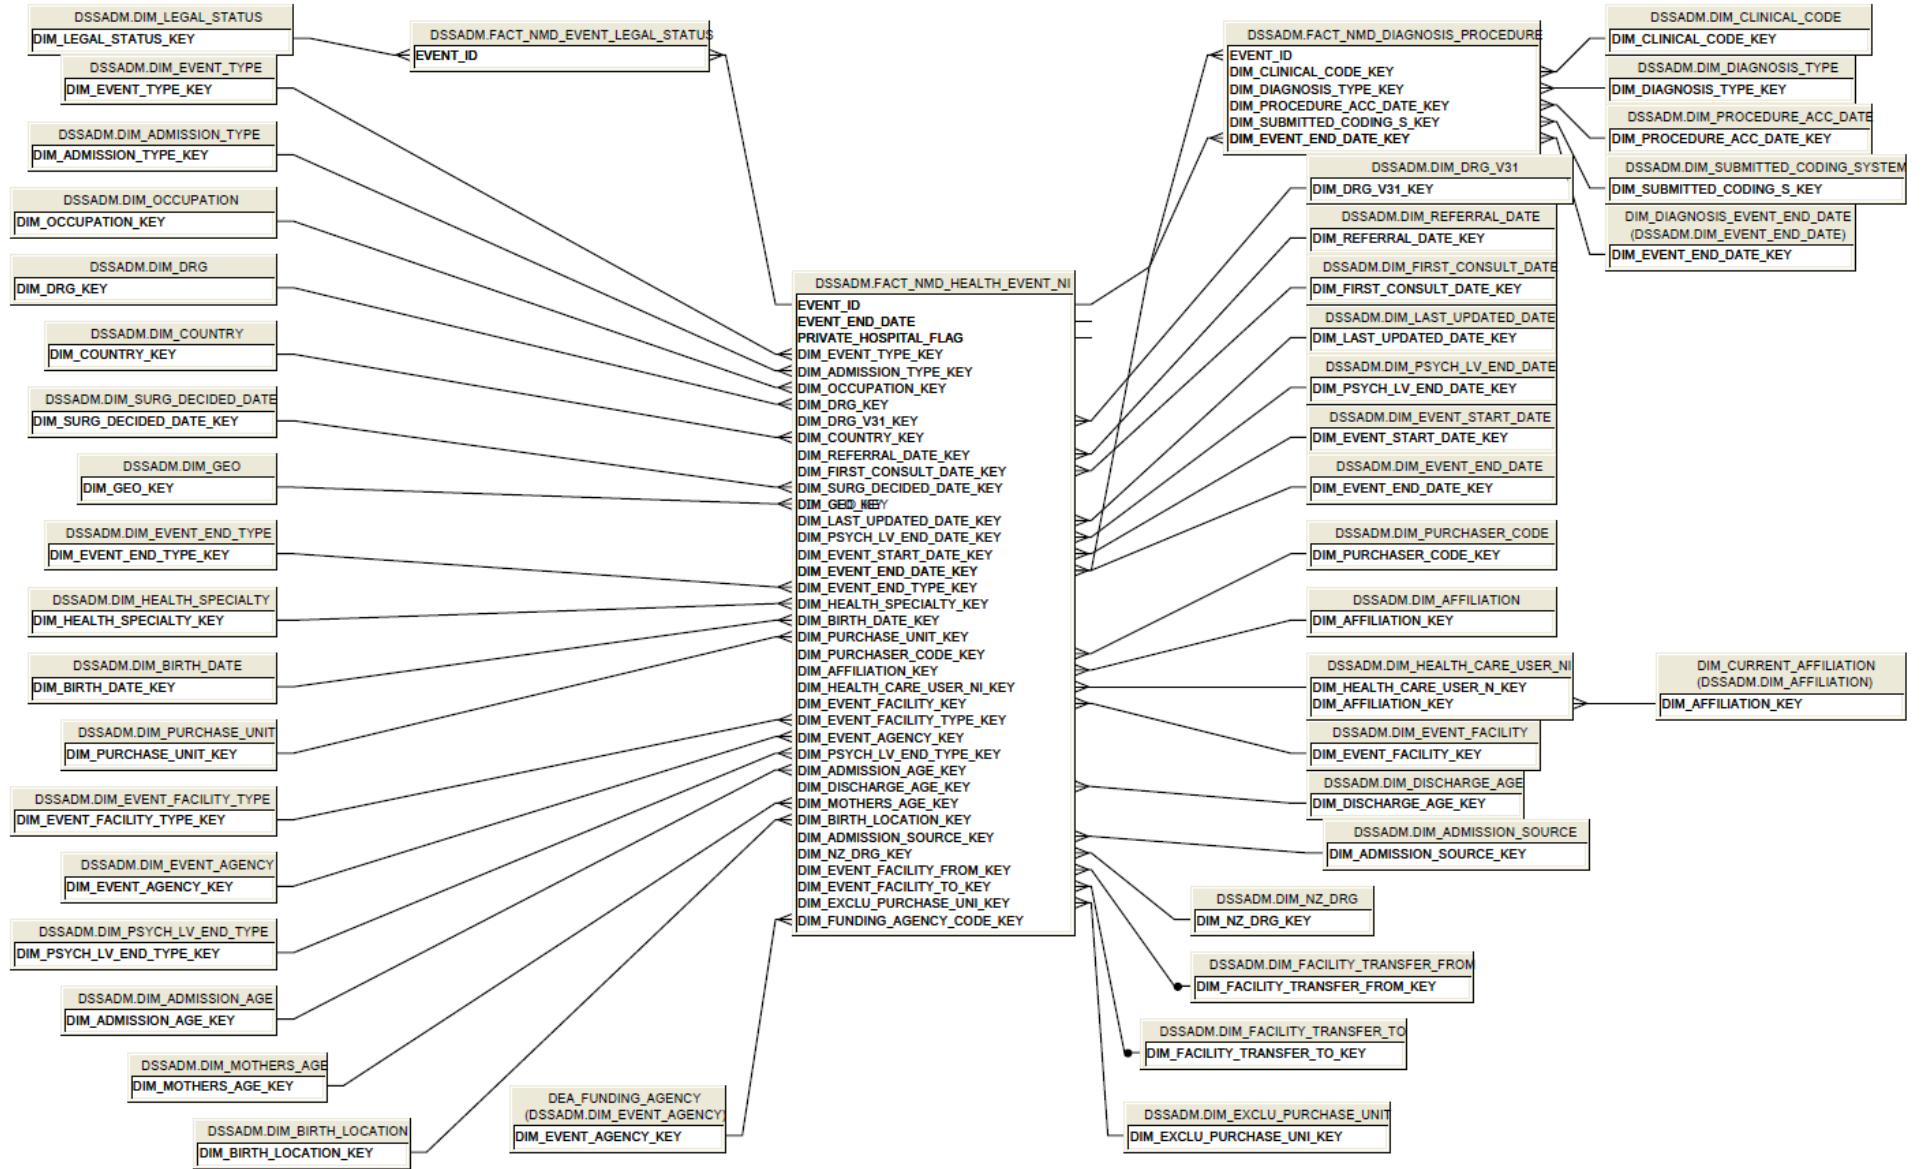 DSSADM.DIM_LEGAL_STATUS
DIM_LEGAL_STATUS_KEY
DSSADM.DIM_EVENT_TYPE
DIM_EVENT_TYPE_KEY
DSSADM.DIM_ADMISSION_TYPE
DIM_ADMISSION_TYPE_KEY
DSSADM.DIM_OCCUPATION
DIM_OCCUPATION_KEY
DSSADM.DIM_DRG
DIM_DRG_KEY
DSSADM.DIM_COUNTRY
DIM_COUNTRY_KEY
DSSADM.DIM_SURG_DECIDED_DATE
DIM_SURG_DECIDED_DATE_KEY
DSSADM.DIM_GEO
DIM_GEO_KEY
DSSADM.DIM_EVENT_END_TYPE
DIM_EVENT_END_TYPE_KEY
DSSADM.DIM_HEALTH_SPECIALTY
DIM_HEALTH_SPECIALTY_KEY
DSSADM.DIM_BIRTH_DATE
DIM_BIRTH_DATE_KEY
DSSADM.DIM_PURCHASE_UNIT
DIM_PURCHASE_UNIT_KEY
DSSADM.DIM_EVENT_FACILITY_TYPE
DIM_EVENT_FACILITY_TYPE_KEY
DSSADM.DIM_EVENT_AGENCY
DIM_EVENT_AGENCY_KEY
DSSADM.DIM_PSYCH_LV_END_TYPE
DIM_PSYCH_LV_END_TYPE_KEY
DSSADM.DIM_ADMISSION_AGE
DIM_ADMISSION_AGE_KEY
DSSADM.DIM_MOTHERS_AGE
DIM_MOTHERS_AGE_KEY
DSSADM.DIM_BIRTH_LOCATION
DIM_BIRTH_LOCATION_KEY
DSSADM.FACT_NMD_EVENT_LEGAL_STATUS
EVENT_ID
DEA_FUNDING_AGENCY
(DSSADM.DIM_EVENT_AGENCY)
DIM_EVENT_AGENCY_KEY
DSSADM.FACT_NMD_HEALTH_EVENT_NI
EVENT_ID
EVENT_END_DATE
PRIVATE_HOSPITAL_FLAG
DIM_EVENT_TYPE_KEY
DIM_ADMISSION_TYPE_KEY
DIM_OCCUPATION_KEY
DIM_DRG_KEY
DIM_DRG_V31_KEY
DIM_COUNTRY_KEY
DIM_REFERRAL_DATE_KEY
DIM_FIRST_CONSULT_DATE_KEY
DIM_SURG_DECIDED_DATE_KEY
DIM_LAST_UPDATED_DATE_KEY
DIM_PSYCH_LV_END_DATE_KEY
DIM_EVENT_START_DATE_KEY
DIM_EVENT_END_DATE_KEY
DIM_EVENT_END_TYPE_KEY
DIM_HEALTH_SPECIALTY_KEY
DIM_BIRTH_DATE_KEY
DIM_PURCHASE_UNIT_KEY
DIM_PURCHASER_CODE_KEY
DIM_AFFILIATION_KEY
DIM_HEALTH_CARE_USER_NI_KEY
DIM_EVENT_FACILITY_KEY
DIM_EVENT_FACILITY_TYPE_KEY
DIM_EVENT_AGENCY_KEY
DIM_PSYCH_LV_END_TYPE_KEY
DIM_ADMISSION_AGE_KEY
DIM_DISCHARGE_AGE_KEY
DIM_MOTHERS_AGE_KEY
DIM_BIRTH_LOCATION_KEY
DIM_ADMISSION_SOURCE_KEY
DIM_NZ_DRG_KEY
DIM_EVENT_FACILITY_FROM_KEY
DIM_EVENT_FACILITY_TO_KEY
DIM_EXCLU_PURCHASE_UNI_KEY
DIM_FUNDING_AGENCY_CODE_KEY
DSSADM.FACT_NMD_DIAGNOSIS_PROCEDURE
EVENT_ID
DIM_CLINICAL_CODE_KEY
DIM_DIAGNOSIS_TYPE_KEY
DIM_PROCEDURE_ACC_DATE_KEY
DIM_SUBMITTED_CODING_S_KEY
DIM_EVENT_END_DATE_KEY
DSSADM.DIM_DRG_V31
DIM_DRG_V31_KEY
DSSADM.DIM_REFERRAL_DATE
DIM_REFERRAL_DATE_KEY
DSSADM.DIM_FIRST_CONSULT_DATE
DIM_FIRST_CONSULT_DATE_KEY
DSSADM.DIM_LAST_UPDATED_DATE
DIM_LAST_UPDATED_DATE_KEY
DSSADM.DIM_PSYCH_LV_END_DATE
DIM_PSYCH_LV_END_DATE_KEY
DSSADM.DIM_EVENT_START_DATE
DIM_EVENT_START_DATE_KEY
DSSADM.DIM_EVENT_END_DATE
DIM_EVENT_END_DATE_KEY
DSSADM.DIM_PURCHASER_CODE
DIM_PURCHASER_CODE_KEY
DSSADM.DIM_AFFILIATION
DIM_AFFILIATION_KEY
DSSADM.DIM_HEALTH_CARE_USER_NI
DIM_HEALTH_CARE_USER_N_KEY
DIM_AFFILIATION_KEY
DSSADM.DIM_EVENT_FACILITY
DIM_EVENT_FACILITY_KEY
DSSADM.DIM_DISCHARGE_AGE
DIM_DISCHARGE_AGE_KEY
DSSADM.DIM_ADMISSION_SOURCE
DIM_ADMISSION_SOURCE_KEY
DSSADM.DIM_NZ_DRG
DIM_NZ_DRG_KEY
DSSADM.DIM_FACILITY_TRANSFER_FROM
DIM_FACILITY_TRANSFER_FROM_KEY
DSSADM.DIM_FACILITY_TRANSFER_TO
DIM_FACILITY_TRANSFER_TO_KEY
DSSADM.DIM_EXCLU_PURCHASE_UNIT
DIM_EXCLU_PURCHASE_UNI_KEY
DSSADM.DIM_CLINICAL_CODE
DIM_CLINICAL_CODE_KEY
DSSADM.DIM_DIAGNOSIS_TYPE
DIM_DIAGNOSIS_TYPE_KEY
DSSADM.DIM_PROCEDURE_ACC_DATE
DIM_PROCEDURE_ACC_DATE_KEY
DSSADM.DIM_SUBMITTED_CODING_SYSTEM
DIM_SUBMITTED_CODING_S_KEY
DIM_DIAGNOSIS_EVENT_END_DATE
(DSSADM.DIM_EVENT_END_DATE)
DIM_EVENT_END_DATE_KEY
DIM_CURRENT_AFFILIATION
(DSSADM.DIM_AFFILIATION)
DIM_AFFILIATION_KEY